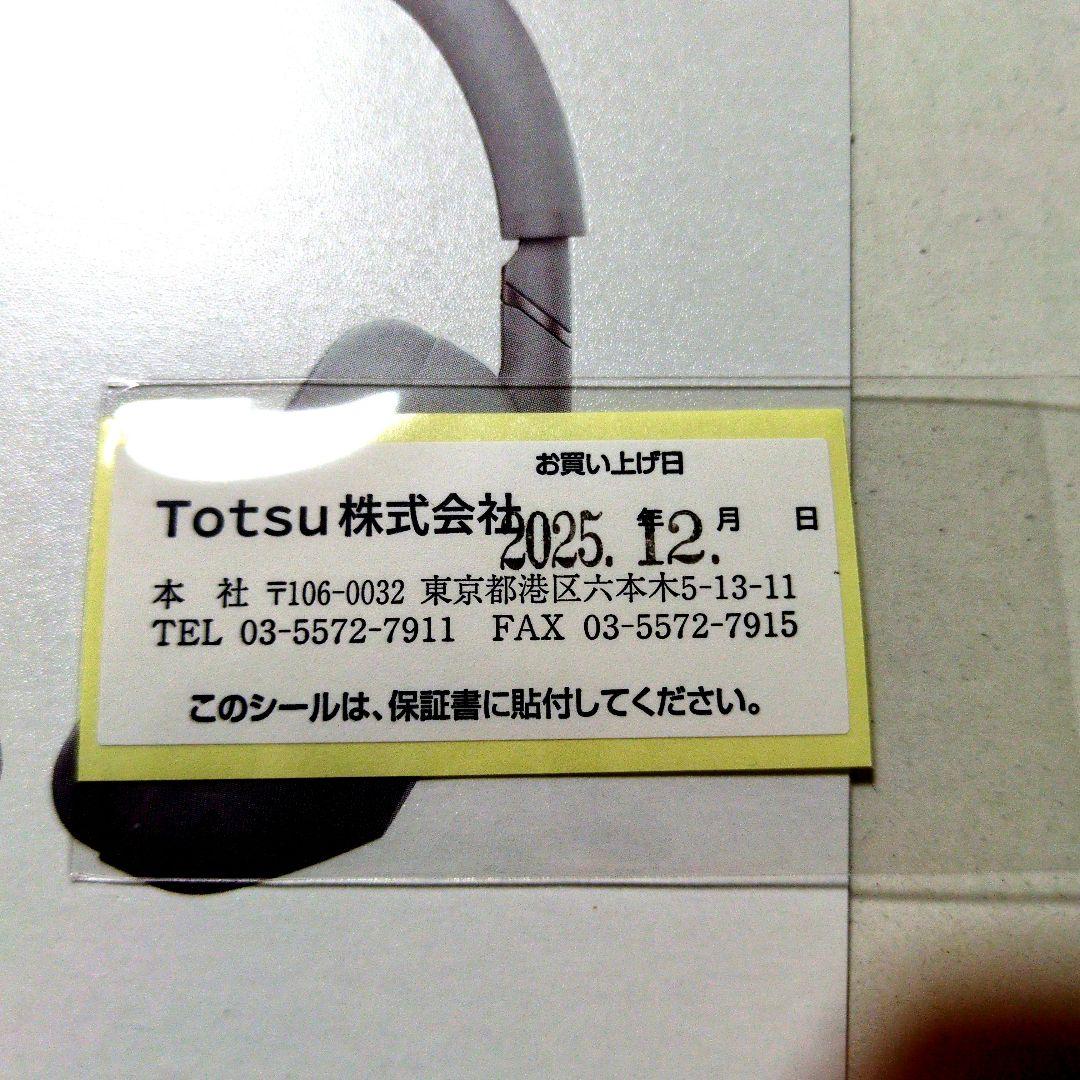 お買い上げ日
Totsu株式会社
2025.年12.月 日
本 社 〒106-0032 東京都港区六本木5-13-11
TEL 03-5572-7911 FAX 03-5572-7915
このシールは、保証書に貼付してください。